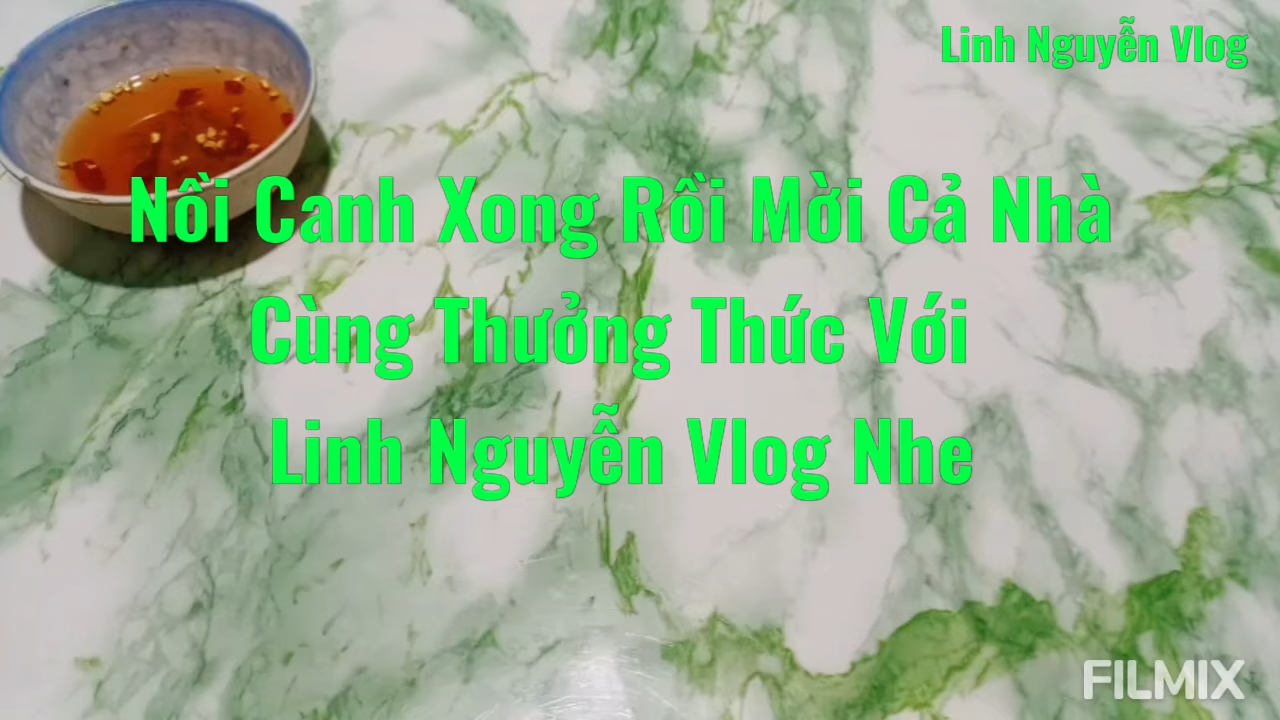 Linh Nguyễn Vlog
Nồi Canh Xong Rồi Mời Cả Nhà
Cùng Thưởng Thức Với
Linh Nguyễn Vlog Nhe
FILMIX